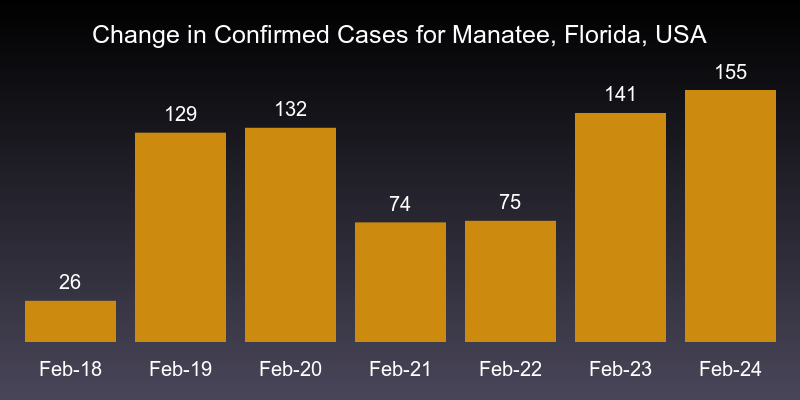 Change in Confirmed Cases for Manatee, Florida, USA
26
129
132
74
75
141
155
Feb-18
Feb-19
Feb-20
Feb-21
Feb-22
Feb-23
Feb-24